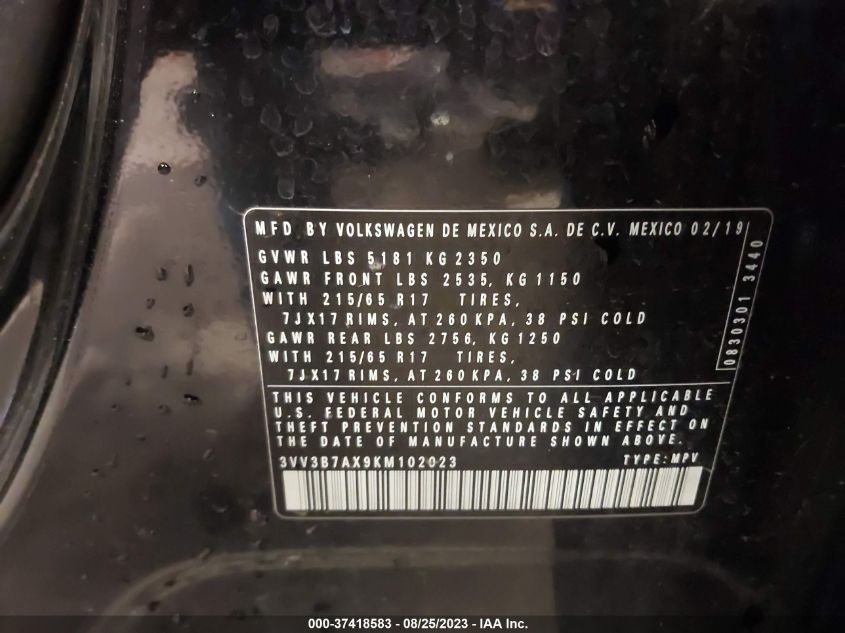 MFD BY VOLKSWAGEN DE MEXICO S.A. DE C.V. MEXICO 02/19
GVWR LBS 5181 KG 2350
GAWR FRONT LBS 2535, KG 1150
WITH 215/65 R17 TIRES,
7JX17 RIMS, AT 260 KPA, 38 PSI COLD
GAWR REAR LBS 2756, KG 1250
WITH 215/65 R17 TIRES,
7JX17 RIMS, AT 260 KPA, 38 PSI COLD
0830301 3440
THIS VEHICLE CONFORMS TO ALL APPLICABLE
U.S. FEDERAL MOTOR VEHICLE SAFETY AND
THEFT PREVENTION STANDARDS IN EFFECT ON
THE DATE OF MANUFACTURE SHOWN ABOVE.
3VV3B7AX9KM102023 TYPE: MPV
000-37418583 - 08/25/2023 - IAA Inc.